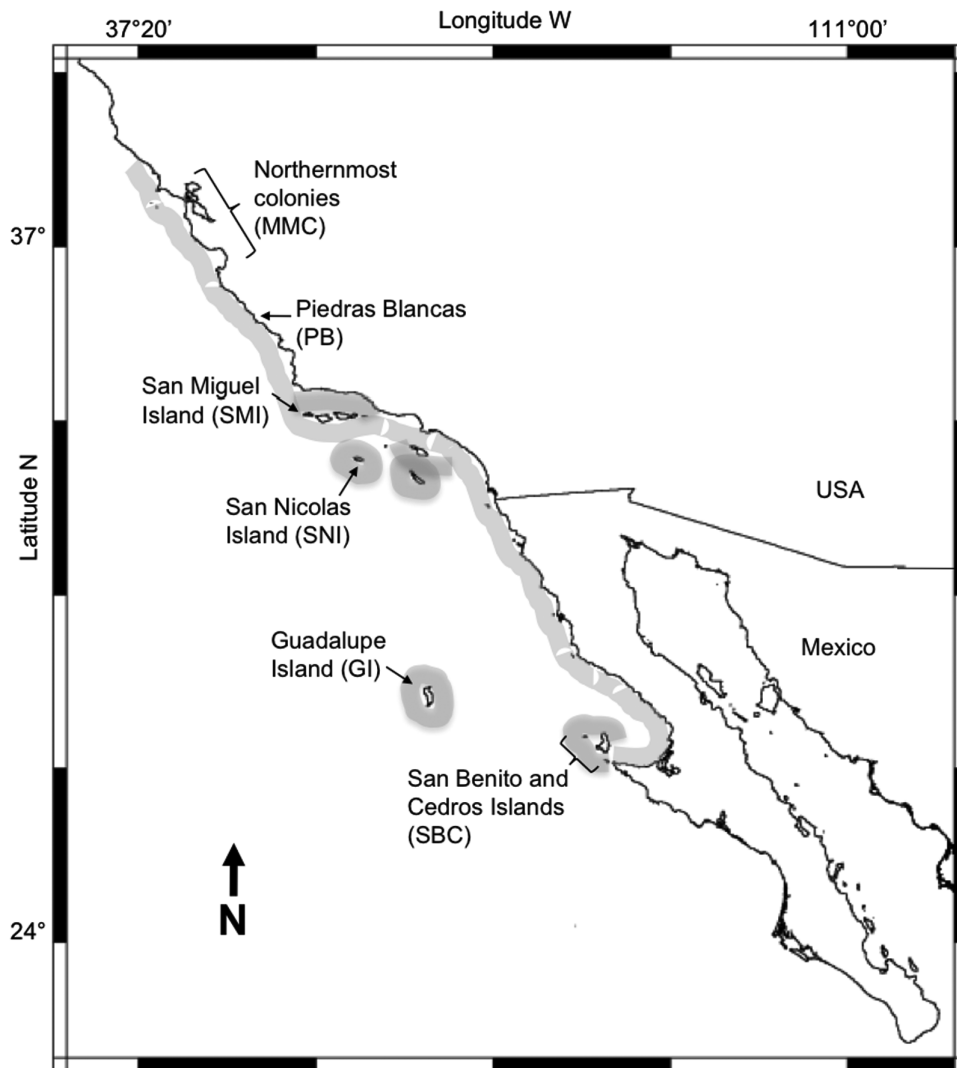 Longitude W
37°20’
111°00’
Northernmost
colonies
(MMC)
37°
Piedras Blancas
(PB)
San Miguel
Island (SMI)
San Nicolas
Island (SNI)
Latitude N
USA
Guadalupe
Island (GI)
Mexico
San Benito and
Cedros Islands
(SBC)
N
24°